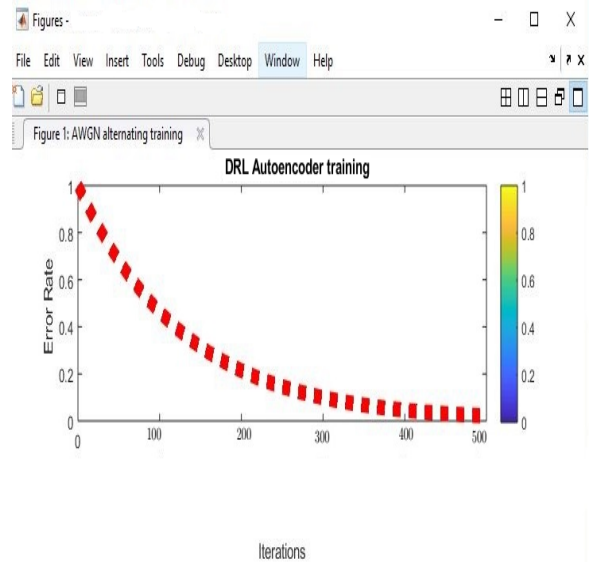 Figures -
File Edit View Insert Tools Debug Desktop Window Help
Figure 1: AWGN alternating training
DRL Autoencoder training
Error Rate
1
0.8
0.6
0.4
0.2
0
0 100 200 300 400 500
1
0.8
0.6
0.4
0.2
0
Iterations